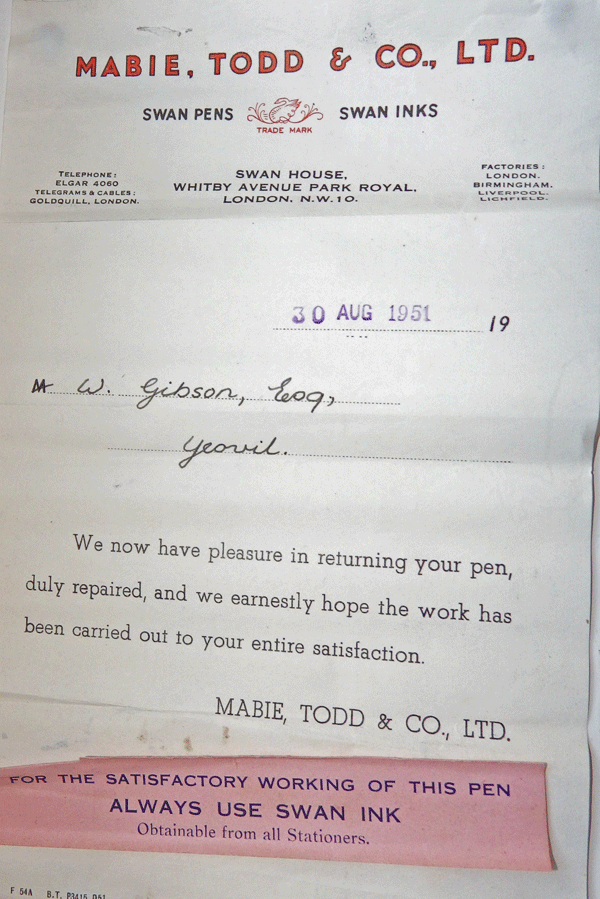 MABIE, TODD & CO., LTD.
SWAN PENS SWAN INKS
TRADE MARK
TELEPHONE:
ELGAR 4060
TELEGRAMS & CABLES:
GOLDQUILL, LONDON.
SWAN HOUSE,
WHITBY AVENUE PARK ROYAL,
LONDON. N.W.10.
FACTORIES:
LONDON.
BIRMINGHAM.
LIVERPOOL.
LICHFIELD.
30 AUG 1951 19
M W. Gibson, Esq,
Yeovil.
We now have pleasure in returning your pen,
duly repaired, and we earnestly hope the work has
been carried out to your entire satisfaction.
MABIE, TODD & CO., LTD.
FOR THE SATISFACTORY WORKING OF THIS PEN
ALWAYS USE SWAN INK
Obtainable from all Stationers.
F 54A B.T. P3415 D51